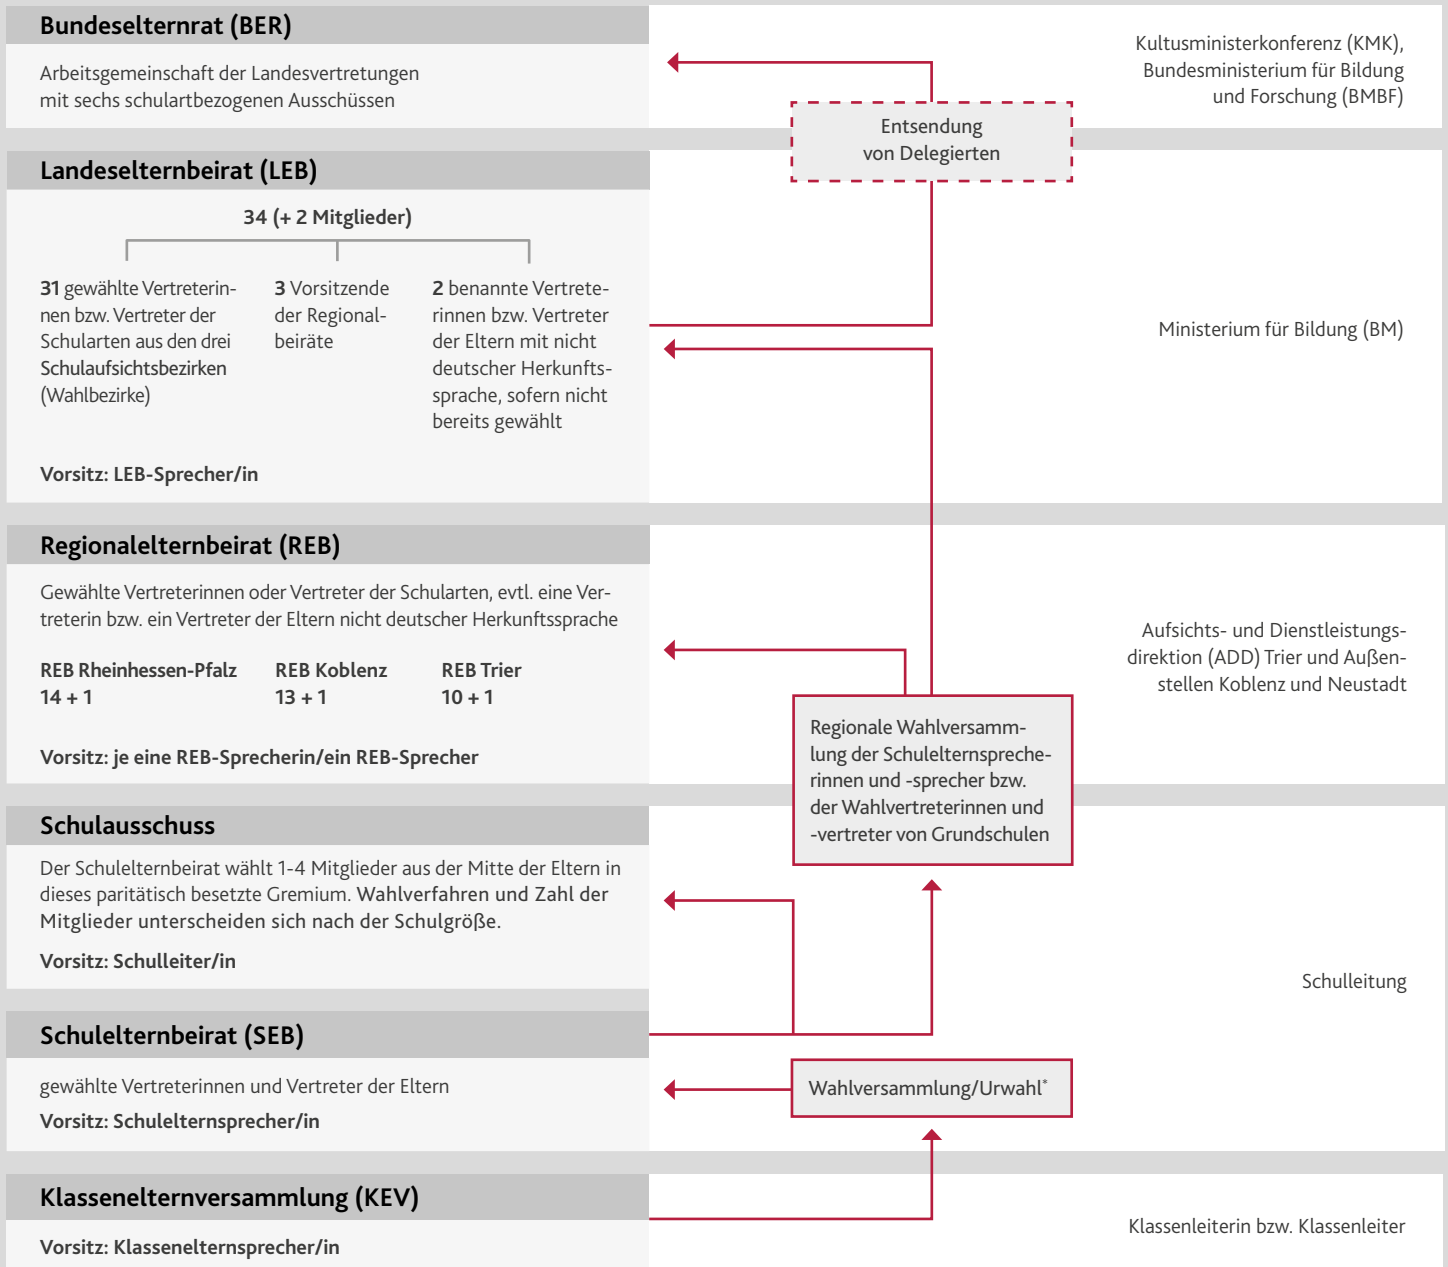 Bundeselternrat (BER)
Arbeitsgemeinschaft der Landesvertretungen
mit sechs schulartbezogenen Ausschüssen
Kultusministerkonferenz (KMK),
Bundesministerium für Bildung
und Forschung (BMBF)
Entsendung
von Delegierten
Landeselternbeirat (LEB)
34 (+ 2 Mitglieder)
31 gewählte Vertreterin-
nen bzw. Vertreter der
Schularten aus den drei
Schulaufsichtsbezirken
(Wahlbezirke)
3 Vorsitzende
der Regional-
beiräte
2 benannte Vertrete-
rinnen bzw. Vertreter
der Eltern mit nicht
deutscher Herkunfts-
sprache, sofern nicht
bereits gewählt
Vorsitz: LEB-Sprecher/in
Ministerium für Bildung (BM)
Regionalelternbeirat (REB)
Gewählte Vertreterinnen oder Vertreter der Schularten, evtl. eine Ver-
treterin bzw. ein Vertreter der Eltern nicht deutscher Herkunftssprache
REB Rheinhessen-Pfalz
14 + 1
REB Koblenz
13 + 1
REB Trier
10 + 1
Vorsitz: je eine REB-Sprecherin/ein REB-Sprecher
Aufsichts- und Dienstleistungs-
direktion (ADD) Trier und Außen-
stellen Koblenz und Neustadt
Regionale Wahlversamm-
lung der Schulelternspreche-
rinnen und -sprecher bzw.
der Wahlvertreterinnen und
-vertreter von Grundschulen
Schulausschuss
Der Schulelternbeirat wählt 1-4 Mitglieder aus der Mitte der Eltern in
dieses paritätisch besetzte Gremium. Wahlverfahren und Zahl der
Mitglieder unterscheiden sich nach der Schulgröße.
Vorsitz: Schulleiter/in
Schulleitung
Schulelternbeirat (SEB)
gewählte Vertreterinnen und Vertreter der Eltern
Vorsitz: Schulelternsprecher/in
Wahlversammlung/Urwahl*
Klassenelternversammlung (KEV)
Vorsitz: Klassenelternsprecher/in
Klassenleiterin bzw. Klassenleiter